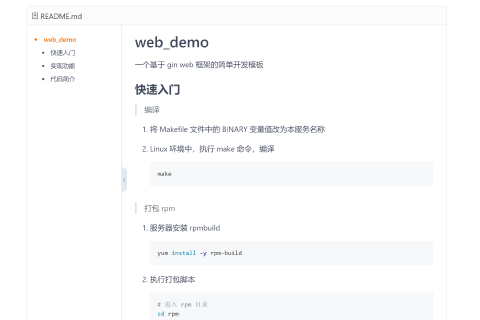 README.md
web_demo
快速入门
实现功能
代码简介
web_demo
一个基于 gin web 框架的简单开发模板
快速入门
编译
1. 将 Makefile 文件中的 BINARY 变量值改为本服务名称
2. Linux 环境中，执行 make 命令，编译
make
打包 rpm
1. 服务器安装 rpmbuild
yum install -y rpm-build
2. 执行打包脚本
# 进入 rpm 目录
cd rpm